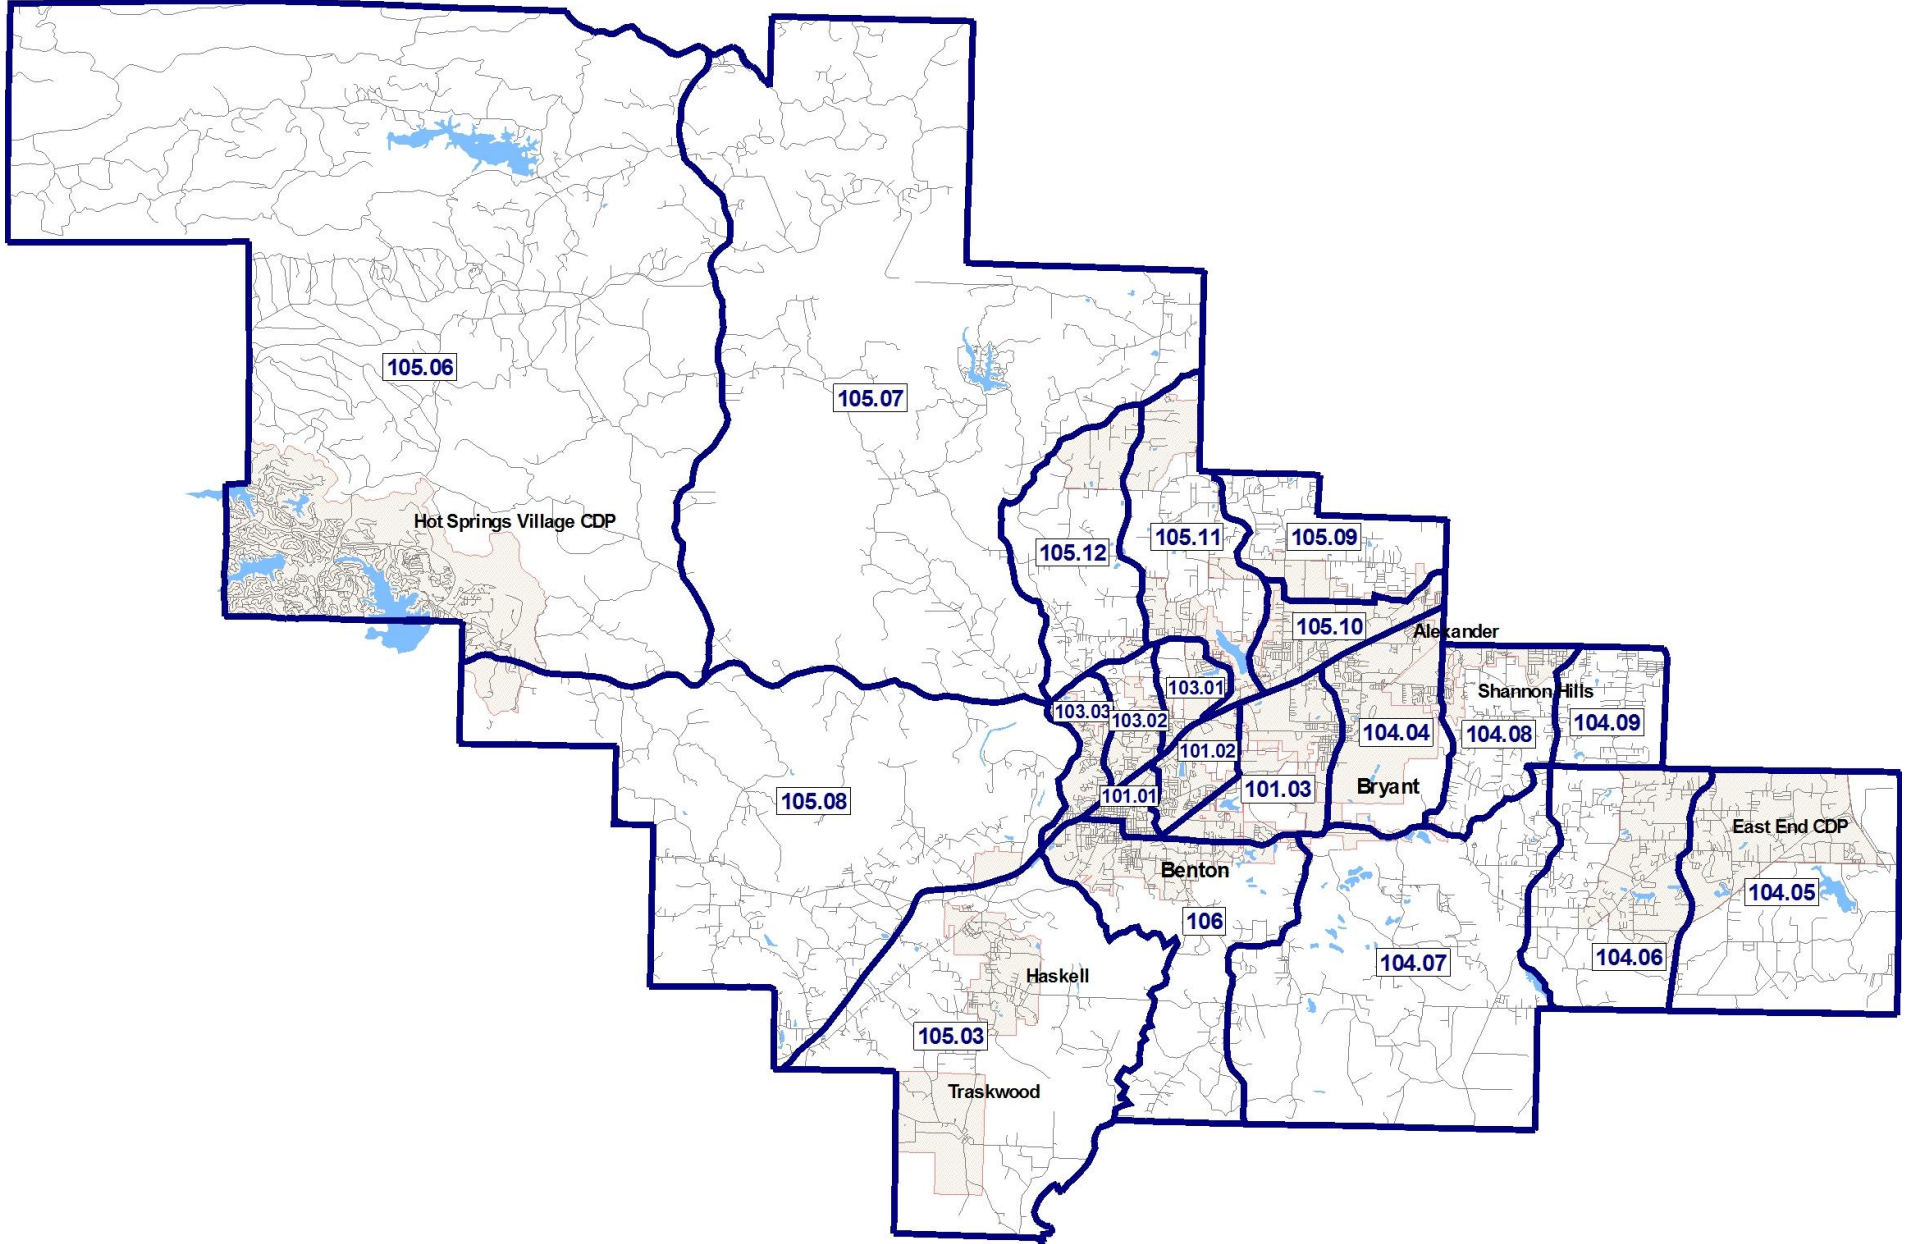 105.06
105.07
Hot Springs Village CDP
105.12
105.11
105.09
105.10
Alexander
103.01
Shannon Hills
103.03
103.02
104.09
104.04
104.08
101.02
Bryant
101.03
101.01
105.08
East End CDP
Benton
104.05
106
104.06
104.07
Haskell
105.03
Traskwood